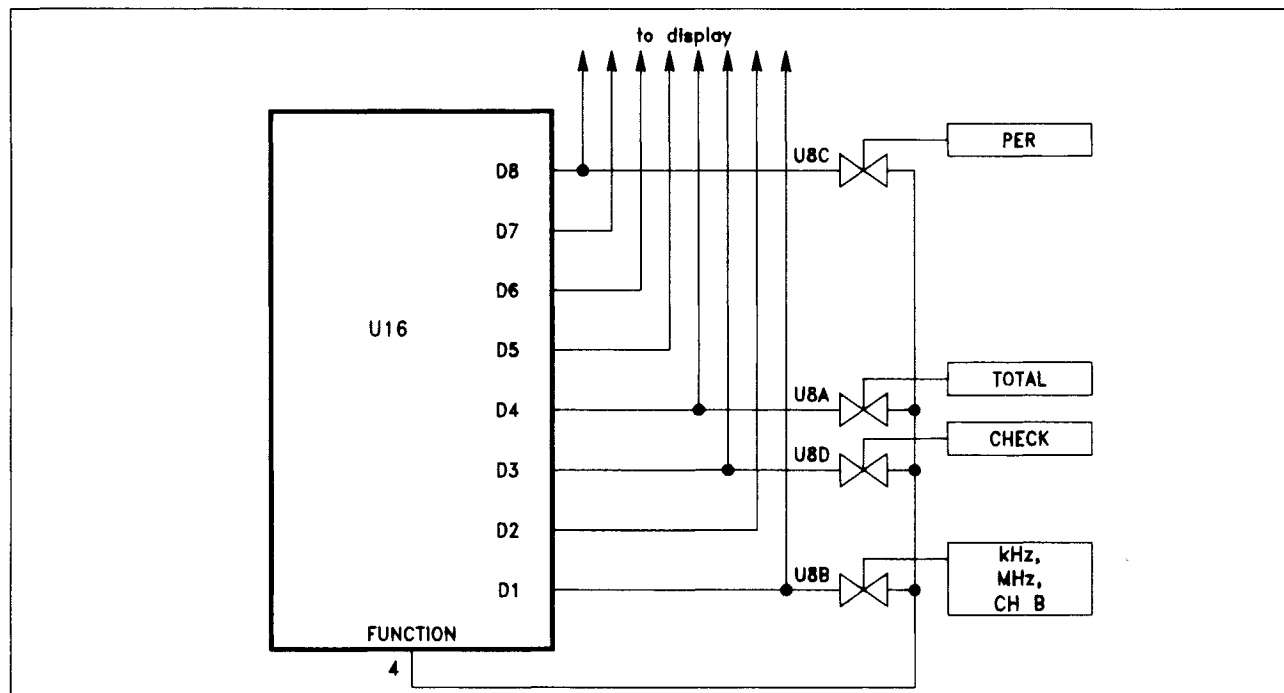 to display
U8C
PER
D8
D7
D6
U16
D5
TOTAL
U8A
D4
CHECK
U8D
D3
D2
kHz,
MHz,
CH B
U8B
D1
FUNCTION
4